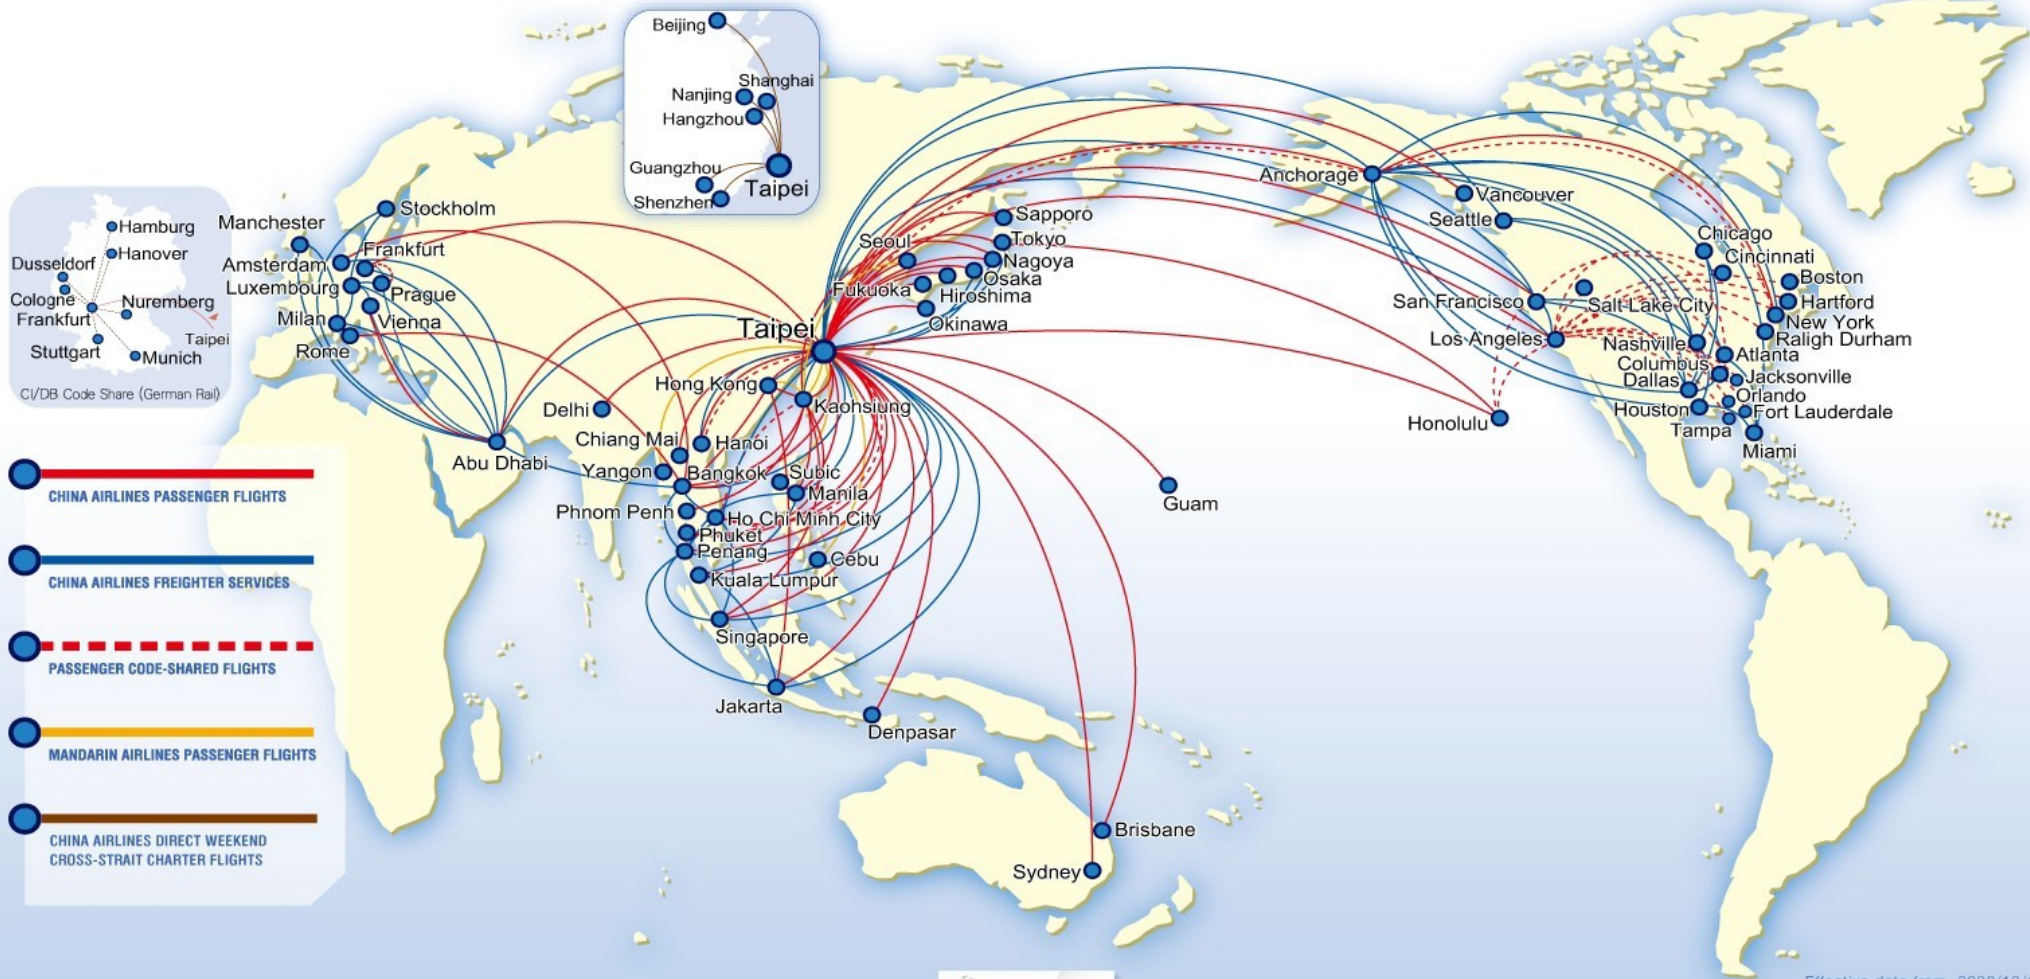 Beijing
Shanghai
Nanjing
Hangzhou
Guangzhou
Shenzhen
Taipei
Hamburg
Hanover
Dusseldorf
Cologne
Frankfurt
Nuremberg
Taipei
Stuttgart
Munich
CI/DB Code Share (German Rail)
Stockholm
Manchester
Frankfurt
Amsterdam
Luxembourg
Prague
Milan
Vienna
Rome
Abu Dhabi
Delhi
Taipei
Seoul
Sapporo
Tokyo
Nagoya
Osaka
Fukuoka
Hiroshima
Okinawa
Hong Kong
Kaohsiung
Chiang Mai
Hanoi
Yangon
Bangkok
Subic
Manila
Phnom Penh
Ho Chi Minh City
Phuket
Penang
Cebu
Kuala Lumpur
Singapore
Jakarta
Denpasar
Guam
Brisbane
Sydney
Anchorage
Vancouver
Seattle
Chicago
Cincinnati
Boston
San Francisco
Salt Lake City
Hartford
New York
Los Angeles
Nashville
Raligh Durham
Columbus
Atlanta
Dallas
Jacksonville
Orlando
Honolulu
Houston
Fort Lauderdale
Tampa
Miami
CHINA AIRLINES PASSENGER FLIGHTS
CHINA AIRLINES FREIGHTER SERVICES
PASSENGER CODE-SHARED FLIGHTS
MANDARIN AIRLINES PASSENGER FLIGHTS
CHINA AIRLINES DIRECT WEEKEND
CROSS-STRAIT CHARTER FLIGHTS
Effective date from